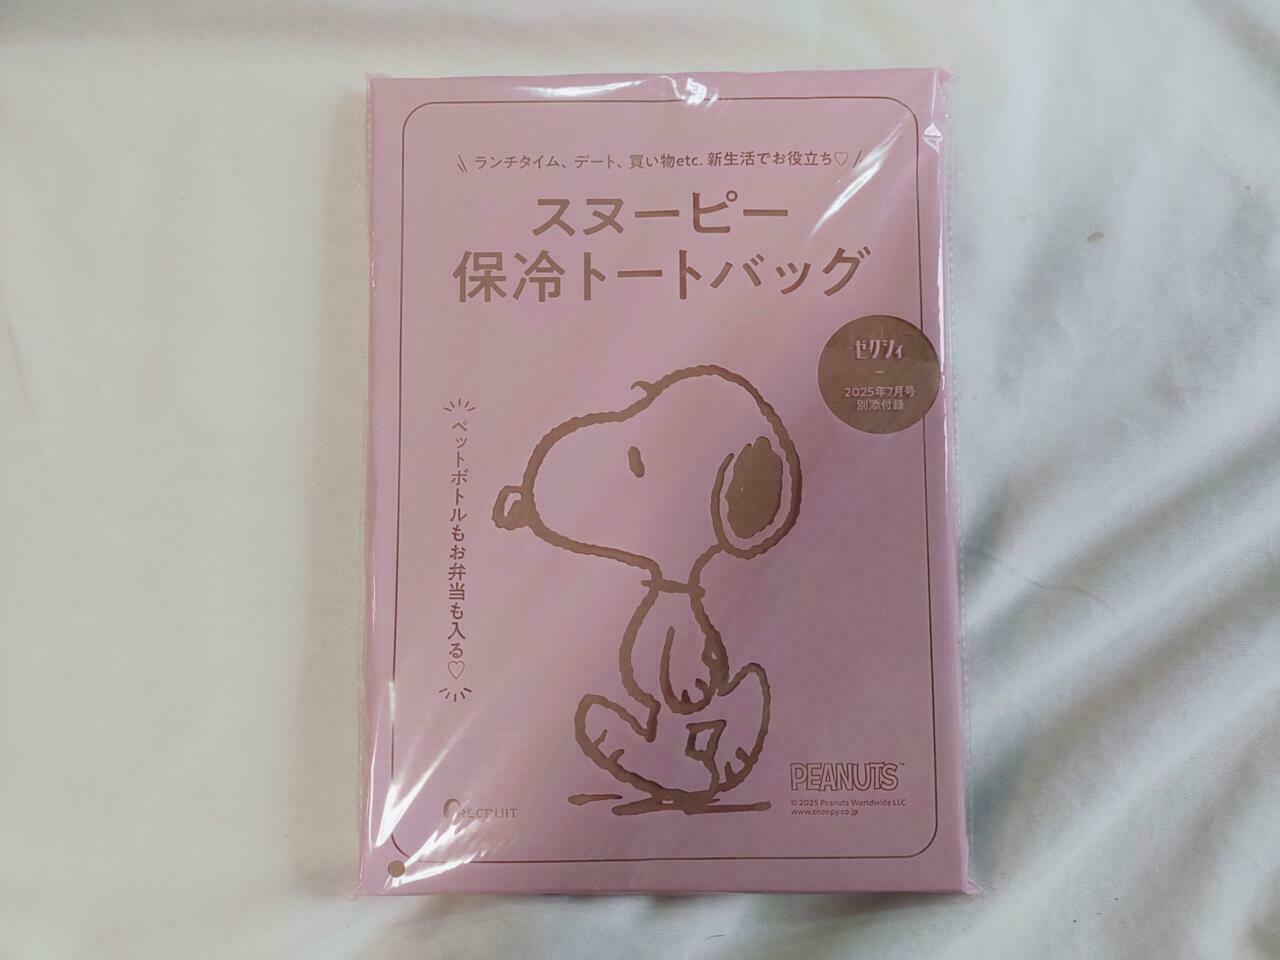 ランチタイム、デート、買い物etc. 新生活でお役立ち♡
スヌーピー
保冷トートバッグ
ゼクシィ
2025年7月号
別添付録
ペットボトルもお弁当も入る♡
PEANUTS™
© 2025 Peanuts Worldwide LLC
www.snoopy.co.jp
RECRUIT